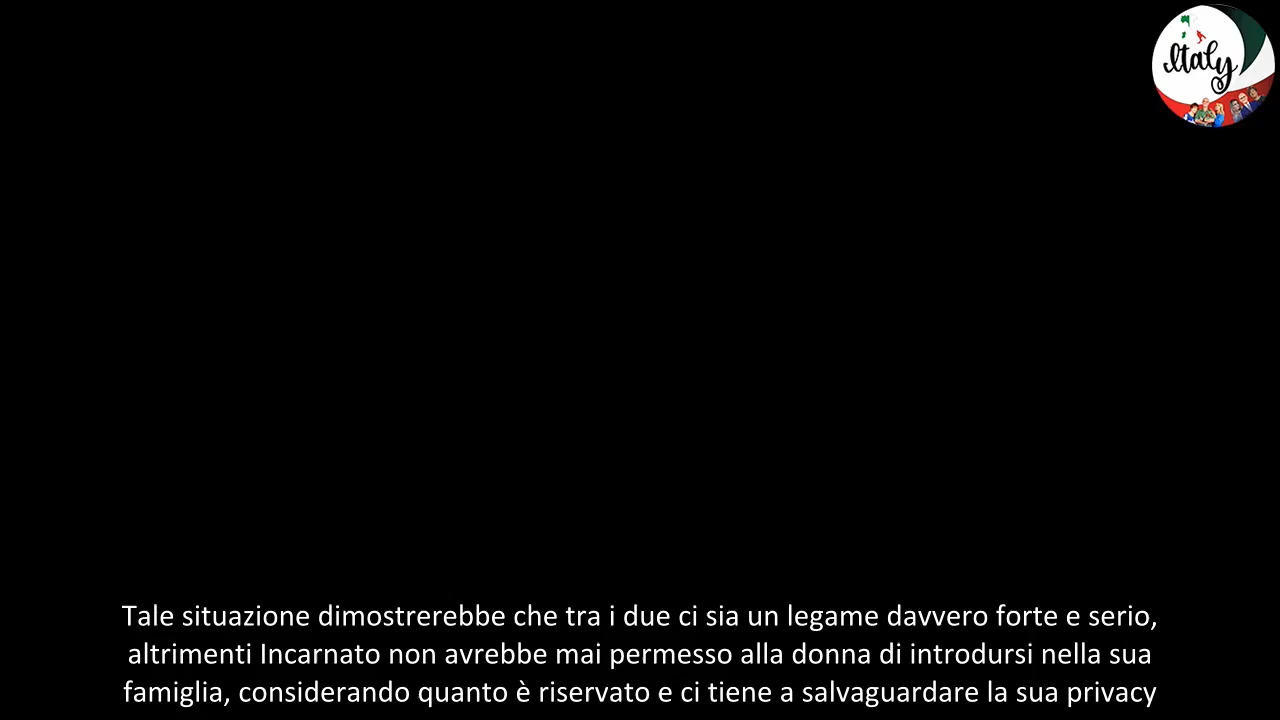 Italy
Tale situazione dimostrerebbe che tra i due ci sia un legame davvero forte e serio,
altrimenti Incarnato non avrebbe mai permesso alla donna di introdursi nella sua
famiglia, considerando quanto è riservato e ci tiene a salvaguardare la sua privacy